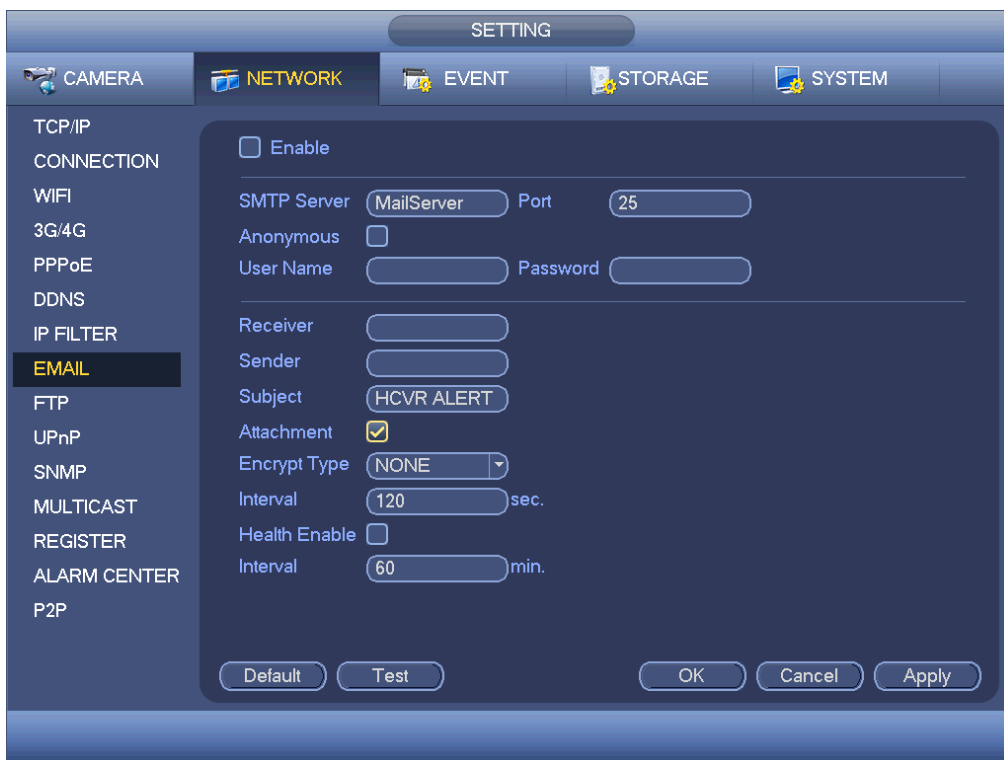 SETTING
CAMERA NETWORK EVENT STORAGE SYSTEM
TCP/IP
CONNECTION
WIFI
3G/4G
PPPoE
DDNS
IP FILTER
EMAIL
FTP
UPnP
SNMP
MULTICAST
REGISTER
ALARM CENTER
P2P
Enable
SMTP Server MailServer Port 25
Anonymous
User Name Password
Receiver
Sender
Subject HCVR ALERT
Attachment
Encrypt Type NONE
Interval 120 sec.
Health Enable
Interval 60 min.
Default Test OK Cancel Apply